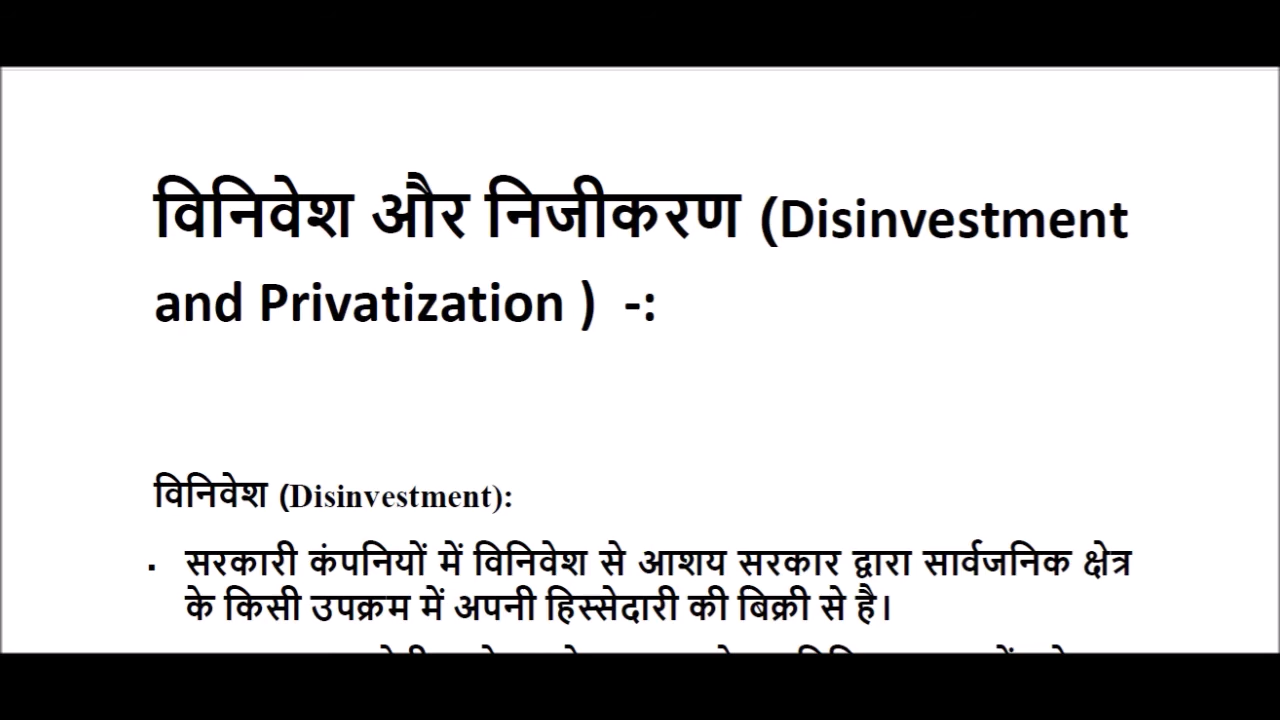 विनिवेश और निजीकरण (Disinvestment
and Privatization ) -:
विनिवेश (Disinvestment):
▪ सरकारी कंपनियों में विनिवेश से आशय सरकार द्वारा सार्वजनिक क्षेत्र
के किसी उपक्रम में अपनी हिस्सेदारी की बिक्री से है।